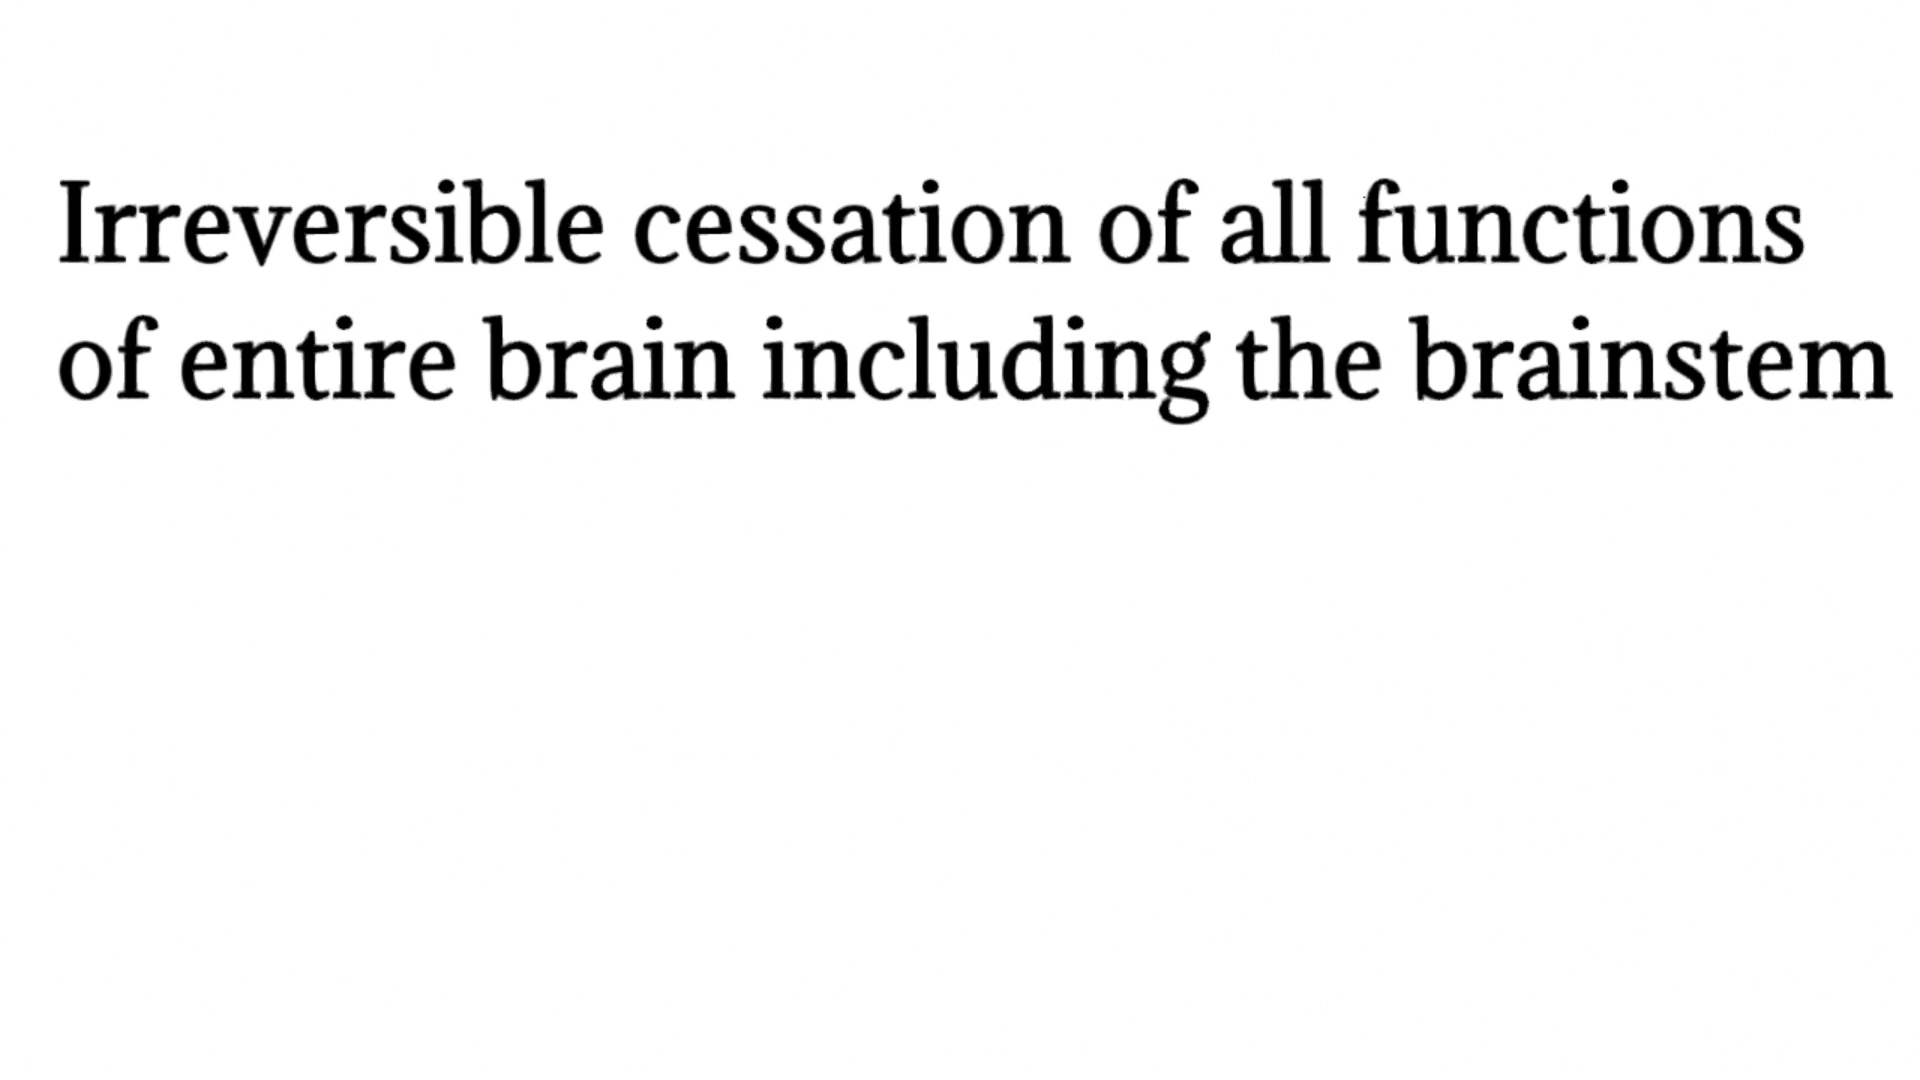 Irreversible cessation of all functions
of entire brain including the brainstem